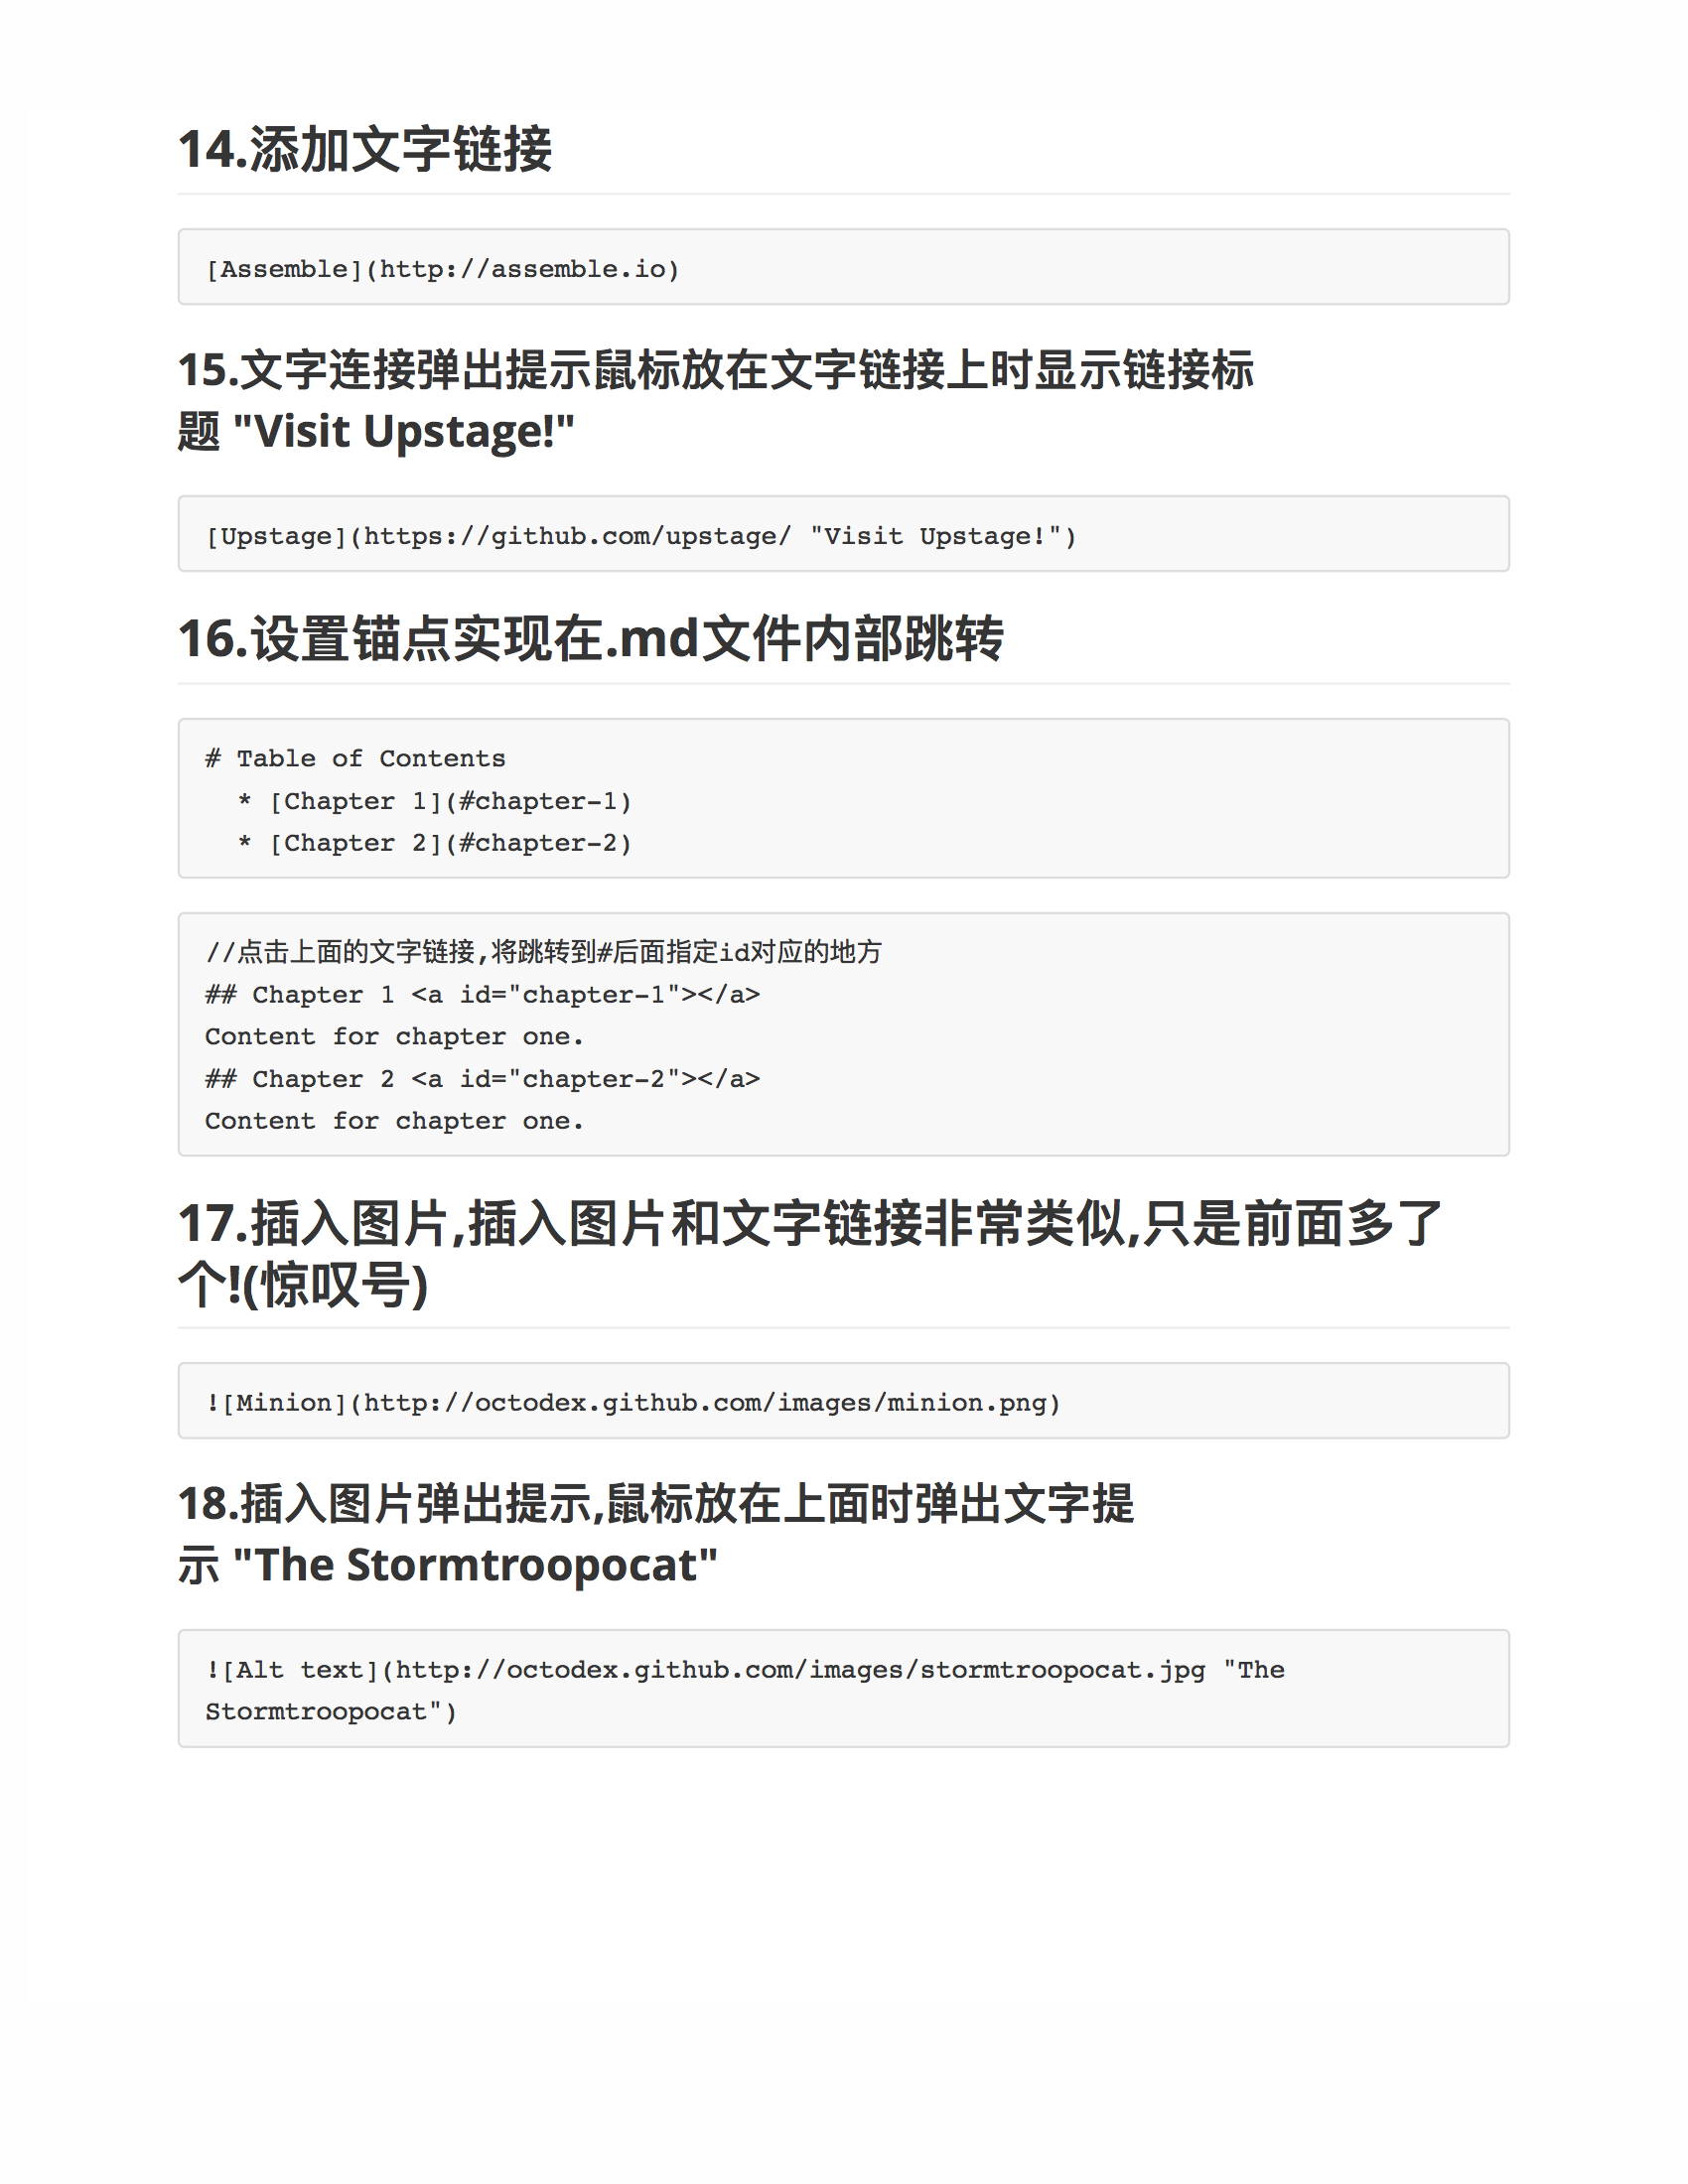 14.添加文字链接
[Assemble](http://assemble.io)
15.文字连接弹出提示鼠标放在文字链接上时显示链接标
题 "Visit Upstage!"
[Upstage](https://github.com/upstage/ "Visit Upstage!")
16.设置锚点实现在.md文件内部跳转
# Table of Contents
  * [Chapter 1](#chapter-1)
  * [Chapter 2](#chapter-2)
//点击上面的文字链接,将跳转到#后面指定id对应的地方
## Chapter 1 <a id="chapter-1"></a>
Content for chapter one.
## Chapter 2 <a id="chapter-2"></a>
Content for chapter one.
17.插入图片,插入图片和文字链接非常类似,只是前面多了
个!(惊叹号)
![Minion](http://octodex.github.com/images/minion.png)
18.插入图片弹出提示,鼠标放在上面时弹出文字提
示 "The Stormtroopocat"
![Alt text](http://octodex.github.com/images/stormtroopocat.jpg "The
Stormtroopocat")